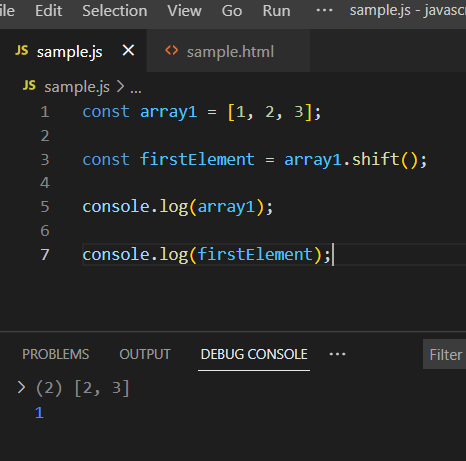 ile Edit Selection View Go Run ··· sample.js - javasc
JS sample.js × <> sample.html
JS sample.js > ...
1 const array1 = [1, 2, 3];
2
3 const firstElement = array1.shift();
4
5 console.log(array1);
6
7 console.log(firstElement);
PROBLEMS OUTPUT DEBUG CONSOLE ··· Filter
> (2) [2, 3]
1